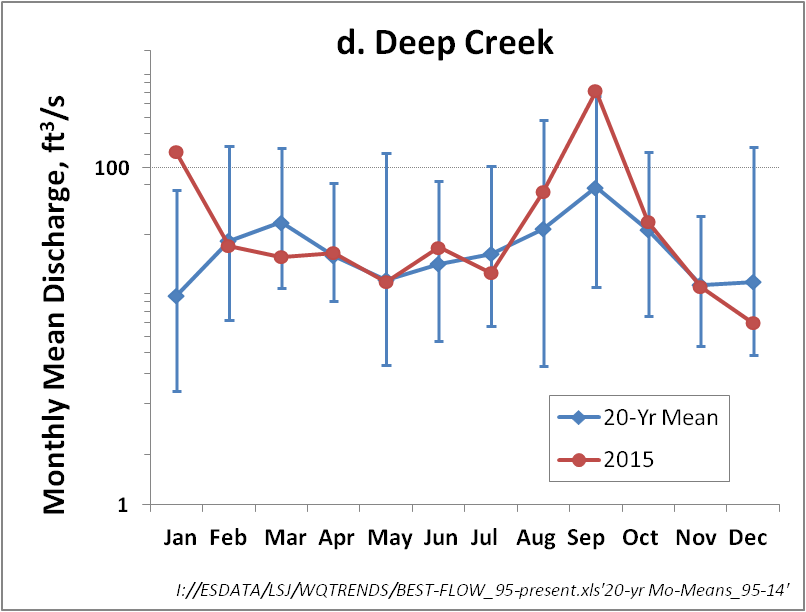 d. Deep Creek
Monthly Mean Discharge, ft³/s
100
1
20-Yr Mean
2015
Jan Feb Mar Apr May Jun Jul Aug Sep Oct Nov Dec
I://ESDATA/LSJ/WQTRENDS/BEST-FLOW_95-present.xls'20-yr Mo-Means_95-14'